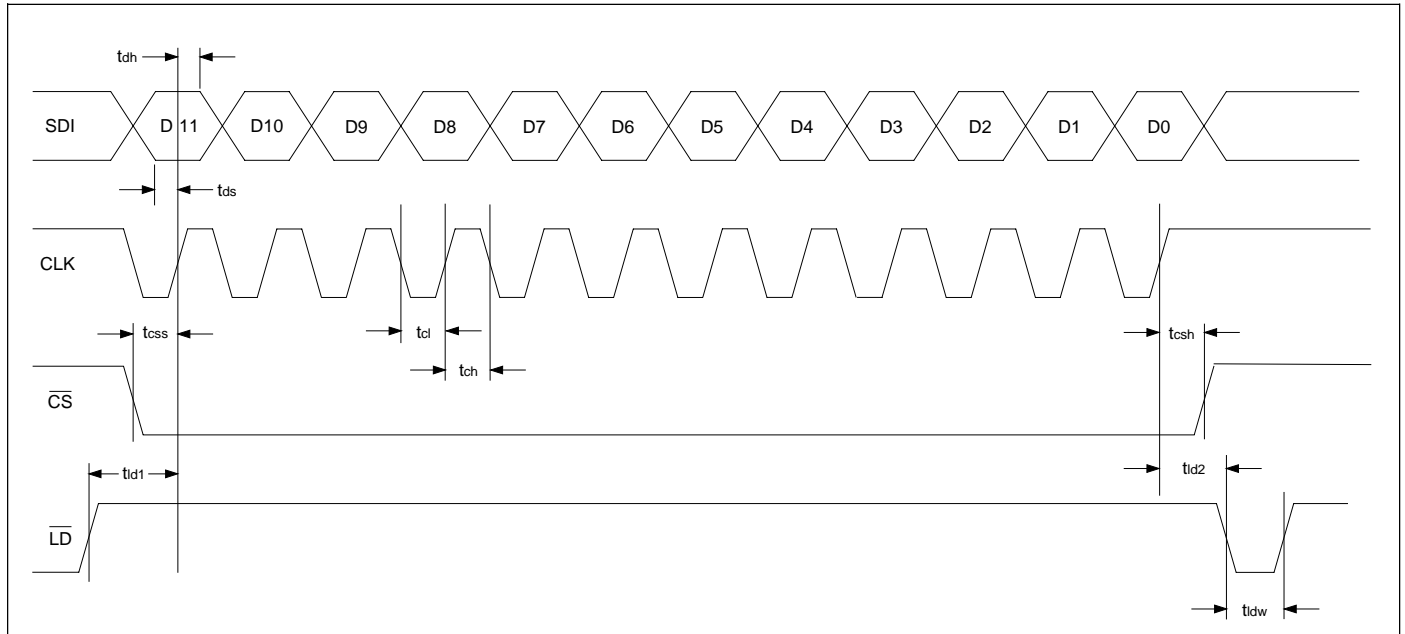 tdh
SDI D 11 D10 D9 D8 D7 D6 D5 D4 D3 D2 D1 D0
tds
CLK
tcss tcl tcsh
tch
CS
tld1 tld2
LD
tldw